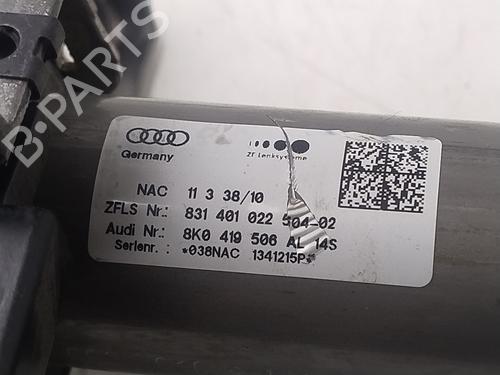 B-PARTS
Germany
ZF Lenksysteme
NAC 11 3 38/10
ZFLS Nr.: 831 401 022 504-02
Audi Nr.: 8K0 419 506 AL 14S
Serienr. : *038NAC 1341215P*